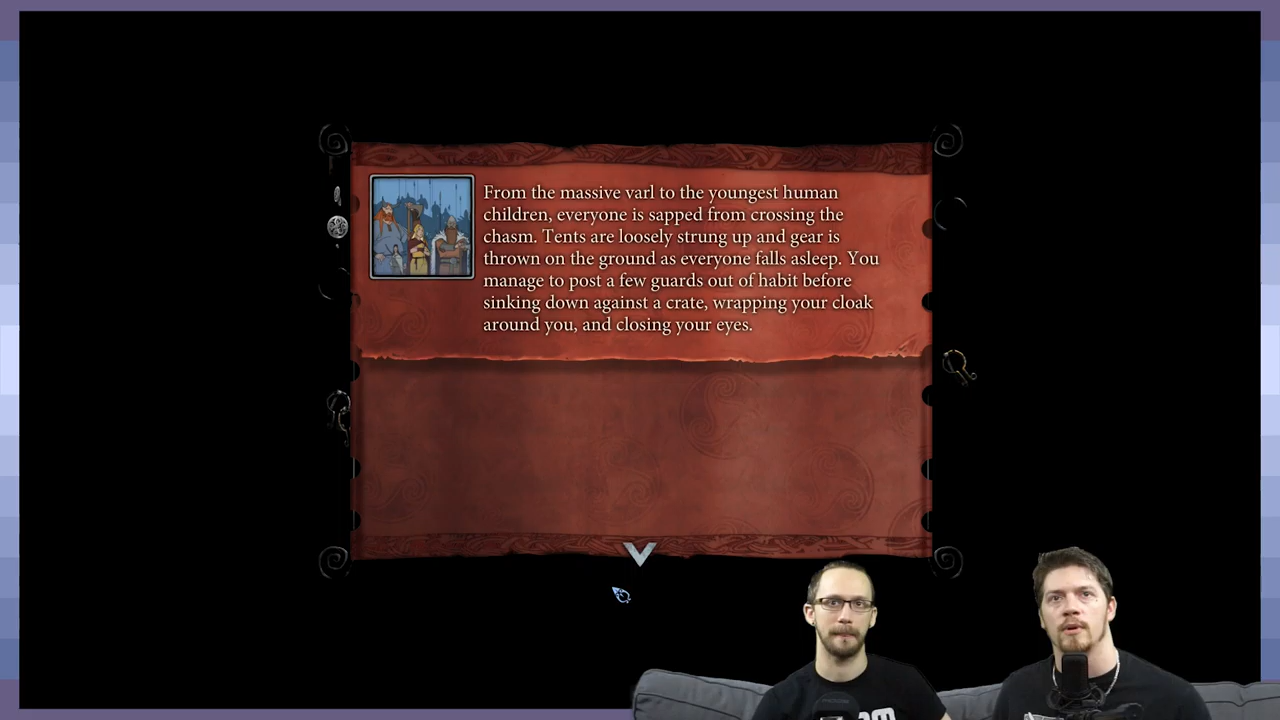 From the massive varl to the youngest human
children, everyone is sapped from crossing the
chasm. Tents are loosely strung up and gear is
thrown on the ground as everyone falls asleep. You
manage to post a few guards out of habit before
sinking down against a crate, wrapping your cloak
around you, and closing your eyes.